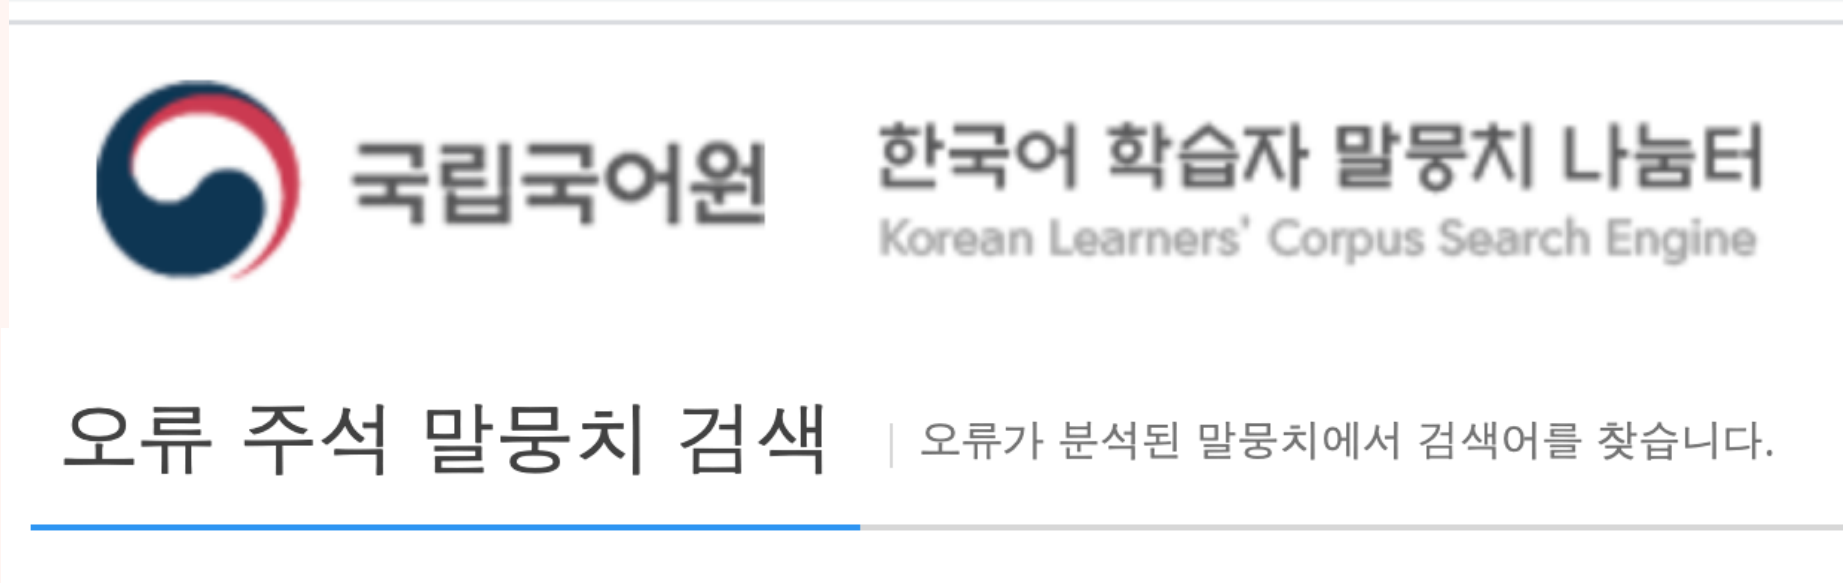 국립국어원
한국어 학습자 말뭉치 나눔터
Korean Learners' Corpus Search Engine
오류 주석 말뭉치 검색
오류가 분석된 말뭉치에서 검색어를 찾습니다.